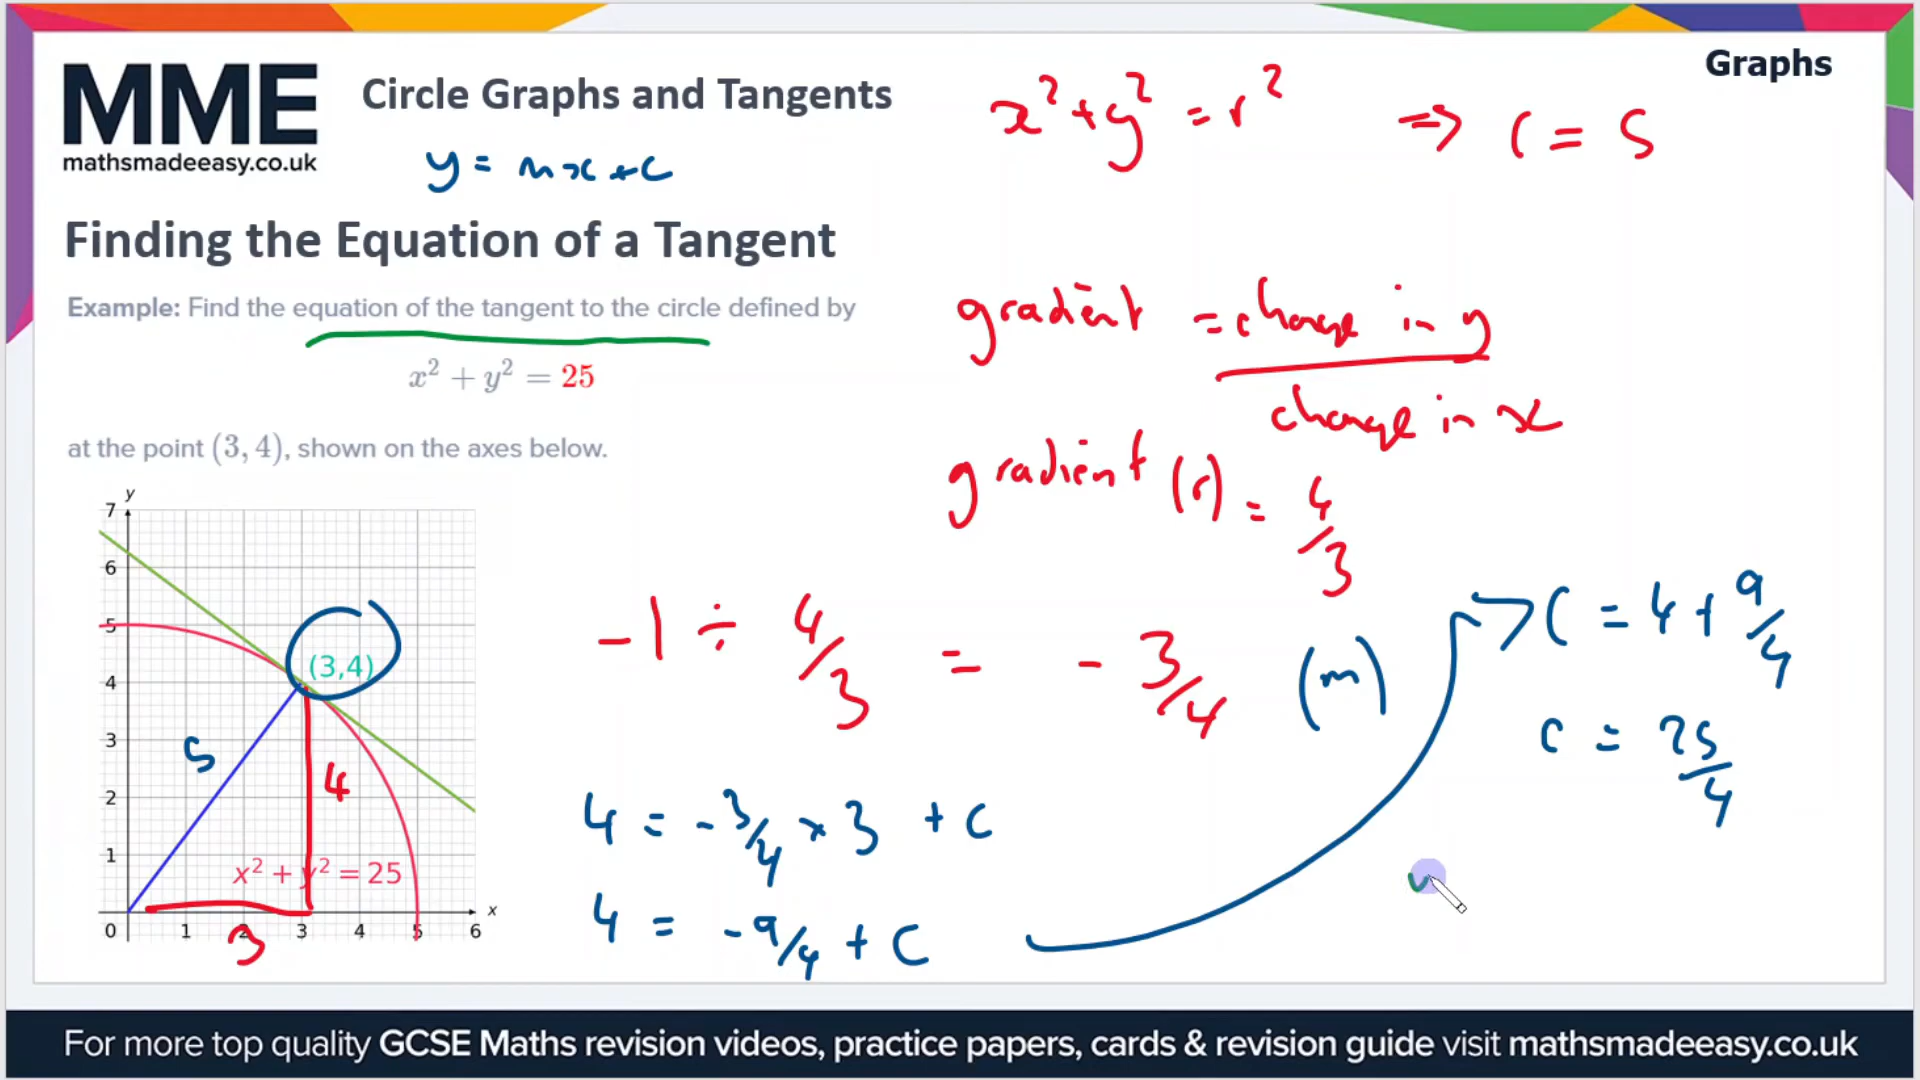 MME
mathsmadeeasy.co.uk
Circle Graphs and Tangents
Graphs
y = mx + c
x² + y² = r² ⇒ r = 5
Finding the Equation of a Tangent
Example: Find the equation of the tangent to the circle defined by
x² + y² = 25
at the point (3, 4), shown on the axes below.
gradient = change in y / change in x
gradient (r) = 4/3
-1 ÷ 4/3 = -3/4 (m)
4 = -3/4 × 3 + c
4 = -9/4 + c
c = 4 + 9/4
c = 25/4
y
7
6
5
4
3
2
1
0 1 2 3 4 5 6 x
(3,4)
5
4
x² + y² = 25
3
For more top quality GCSE Maths revision videos, practice papers, cards & revision guide visit mathsmadeeasy.co.uk